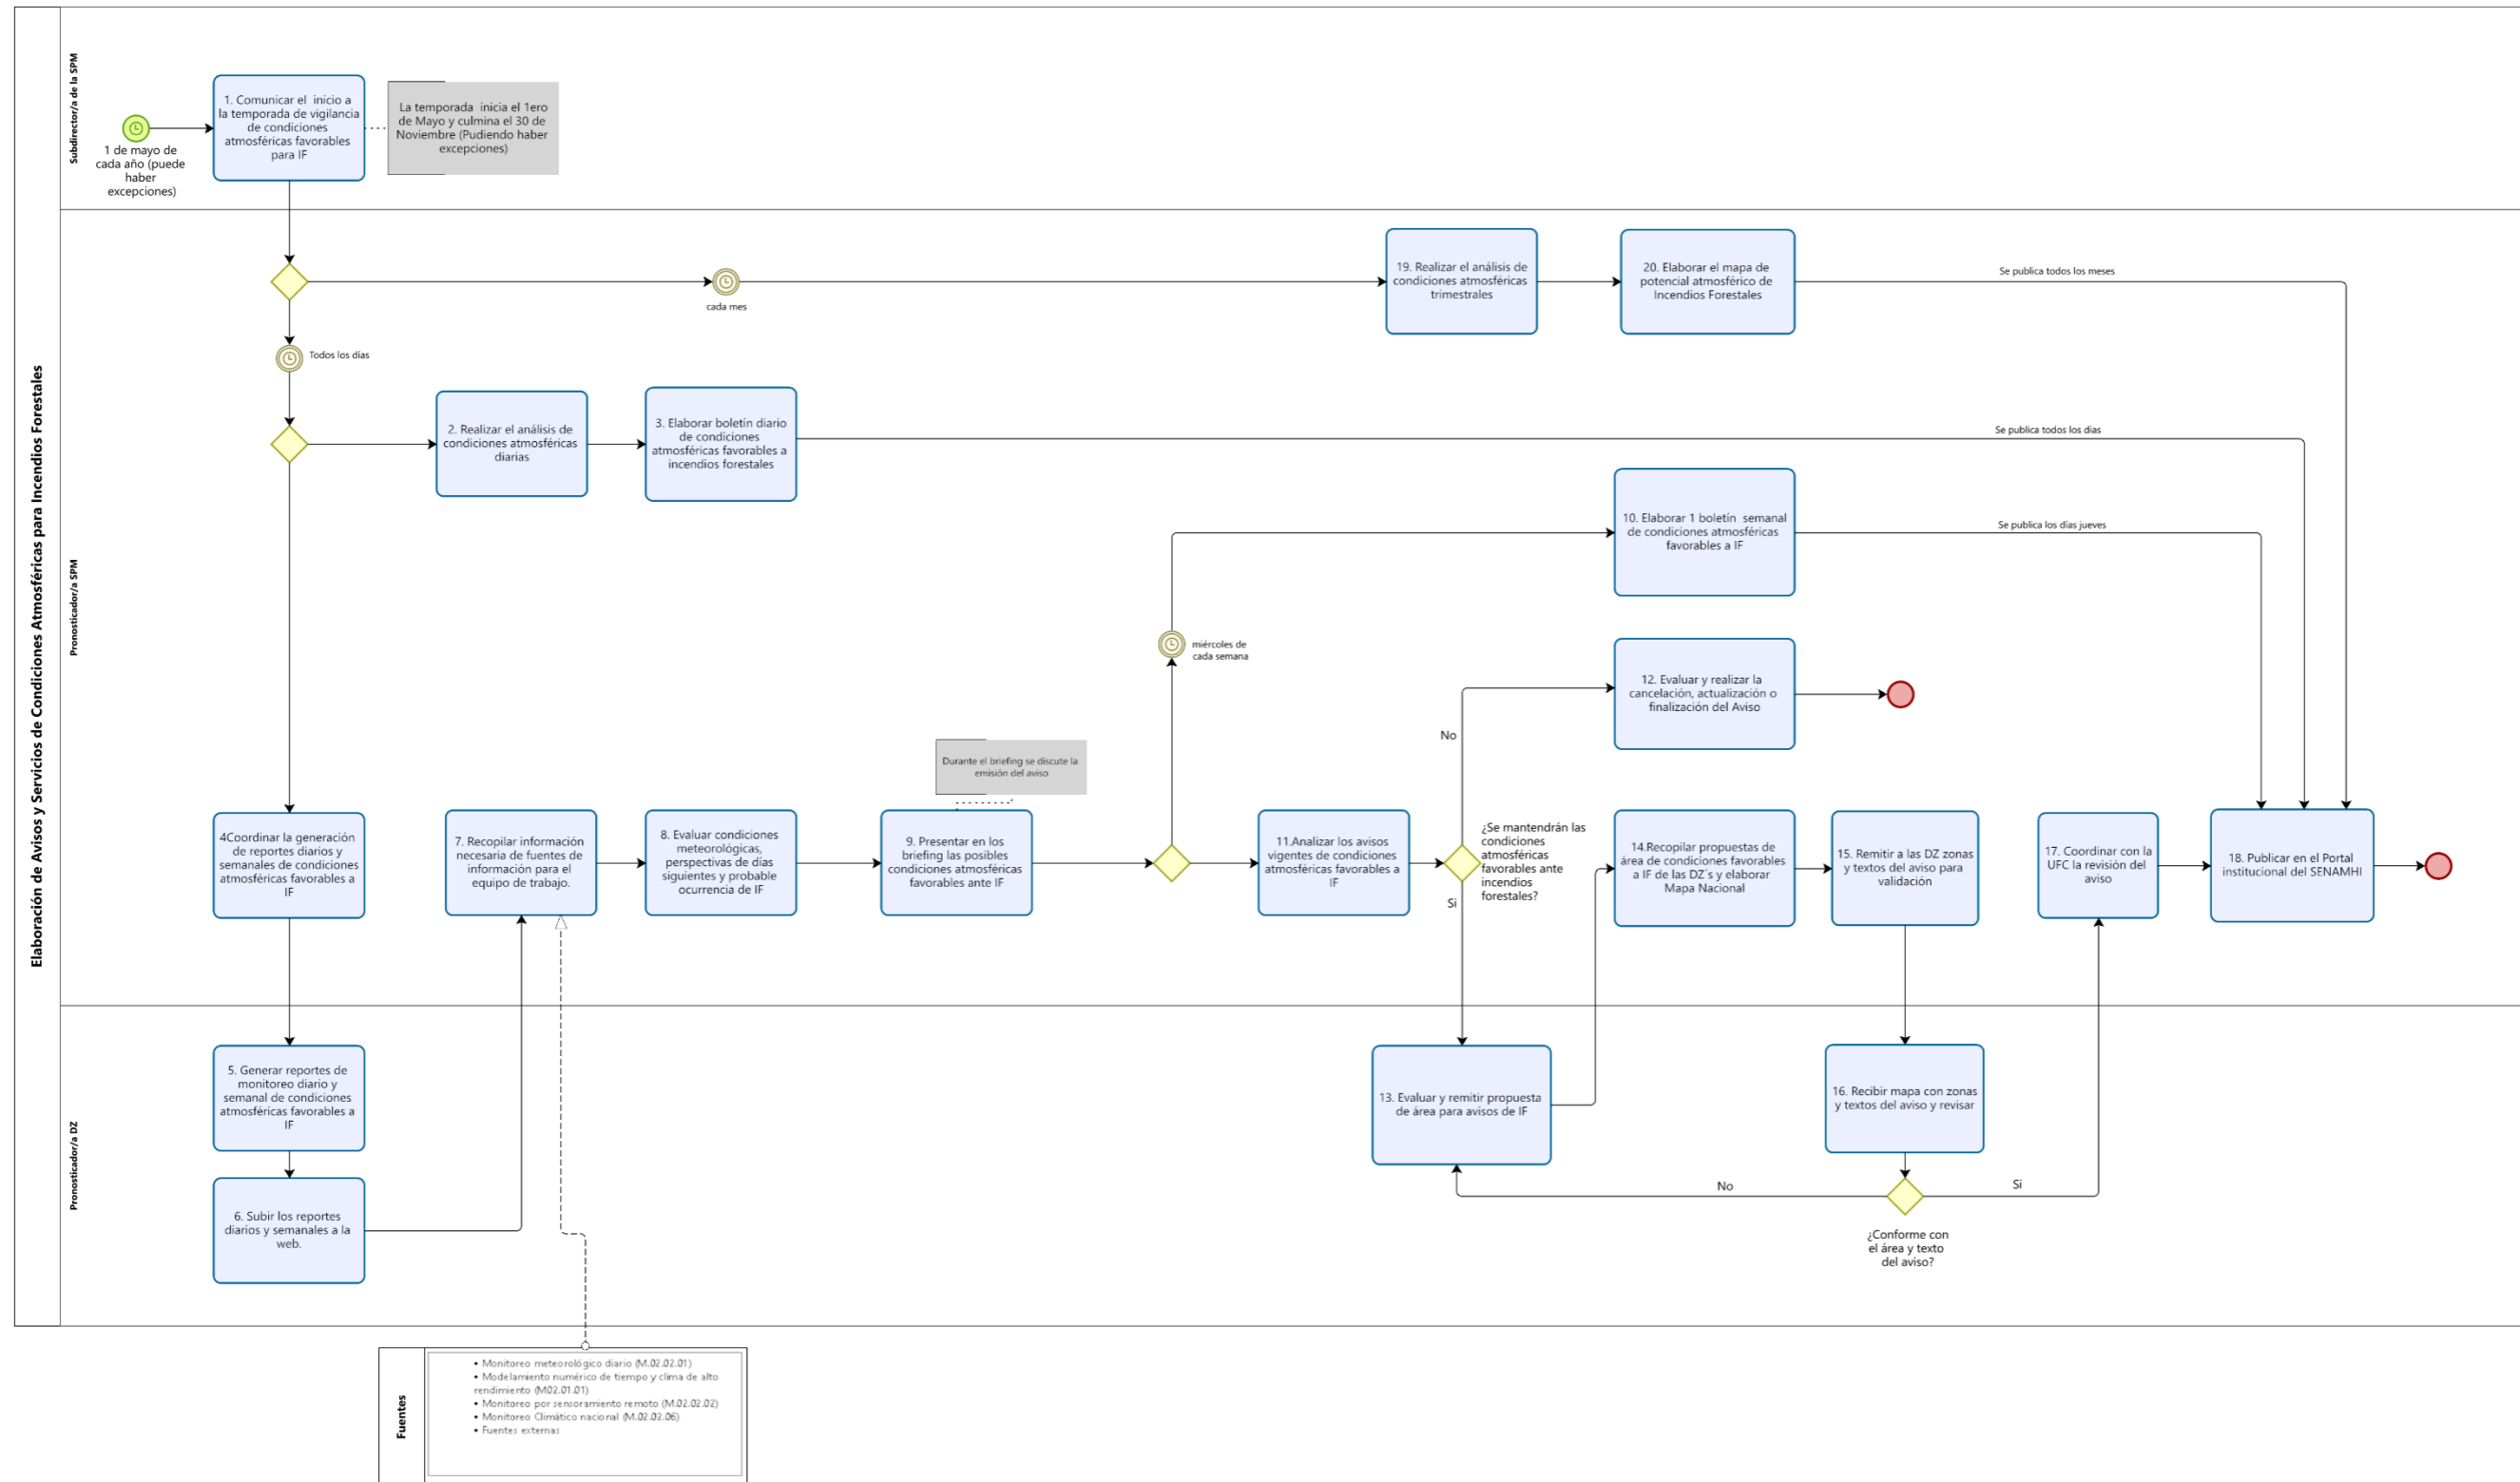 Elaboración de Avisos y Servicios de Condiciones Atmosféricas para Incendios Forestales
Subdirector/a de la SPM
1 de mayo de
cada año (puede
haber
excepciones)
1. Comunicar el inicio a
la temporada de vigilancia
de condiciones
atmosféricas favorables
para IF
La temporada inicia el 1ero
de Mayo y culmina el 30 de
Noviembre (Pudiendo haber
excepciones)
Pronosticador/a SPM
cada mes
19. Realizar el análisis de
condiciones atmosféricas
trimestrales
20. Elaborar el mapa de
potencial atmosférico de
Incendios Forestales
Se publica todos los meses
Todos los días
2. Realizar el análisis de
condiciones atmosféricas
diarias
3. Elaborar boletín diario
de condiciones
atmosféricas favorables a
incendios forestales
Se publica todos los días
10. Elaborar 1 boletín semanal
de condiciones atmosféricas
favorables a IF
Se publica los días jueves
miércoles de
cada semana
12. Evaluar y realizar la
cancelación, actualización o
finalización del Aviso
No
Durante el briefing se discute la
emisión del aviso
4Coordinar la generación
de reportes diarios y
semanales de condiciones
atmosféricas favorables a
IF
7. Recopilar información
necesaria de fuentes de
información para el
equipo de trabajo.
8. Evaluar condiciones
meteorológicas,
perspectivas de días
siguientes y probable
ocurrencia de IF
9. Presentar en los
briefing las posibles
condiciones atmosféricas
favorables ante IF
11.Analizar los avisos
vigentes de condiciones
atmosféricas favorables a
IF
¿Se mantendrán las
condiciones
atmosféricas
favorables ante
incendios
forestales?
Si
14.Recopilar propuestas de
área de condiciones favorables
a IF de las DZ´s y elaborar
Mapa Nacional
15. Remitir a las DZ zonas
y textos del aviso para
validación
17. Coordinar con la
UFC la revisión del
aviso
18. Publicar en el Portal
institucional del SENAMHI
Pronosticador/a DZ
5. Generar reportes de
monitoreo diario y
semanal de condiciones
atmosféricas favorables a
IF
6. Subir los reportes
diarios y semanales a la
web.
13. Evaluar y remitir propuesta
de área para avisos de IF
16. Recibir mapa con zonas
y textos del aviso y revisar
No
Si
¿Conforme con
el área y texto
del aviso?
Fuentes
• Monitoreo meteorológico diario (M.02.02.01)
• Modelamiento numérico de tiempo y clima de alto
rendimiento (M02.01.01)
• Monitoreo por sensoramiento remoto (M.02.02.02)
• Monitoreo Climático nacional (M.02.02.06)
• Fuentes externas